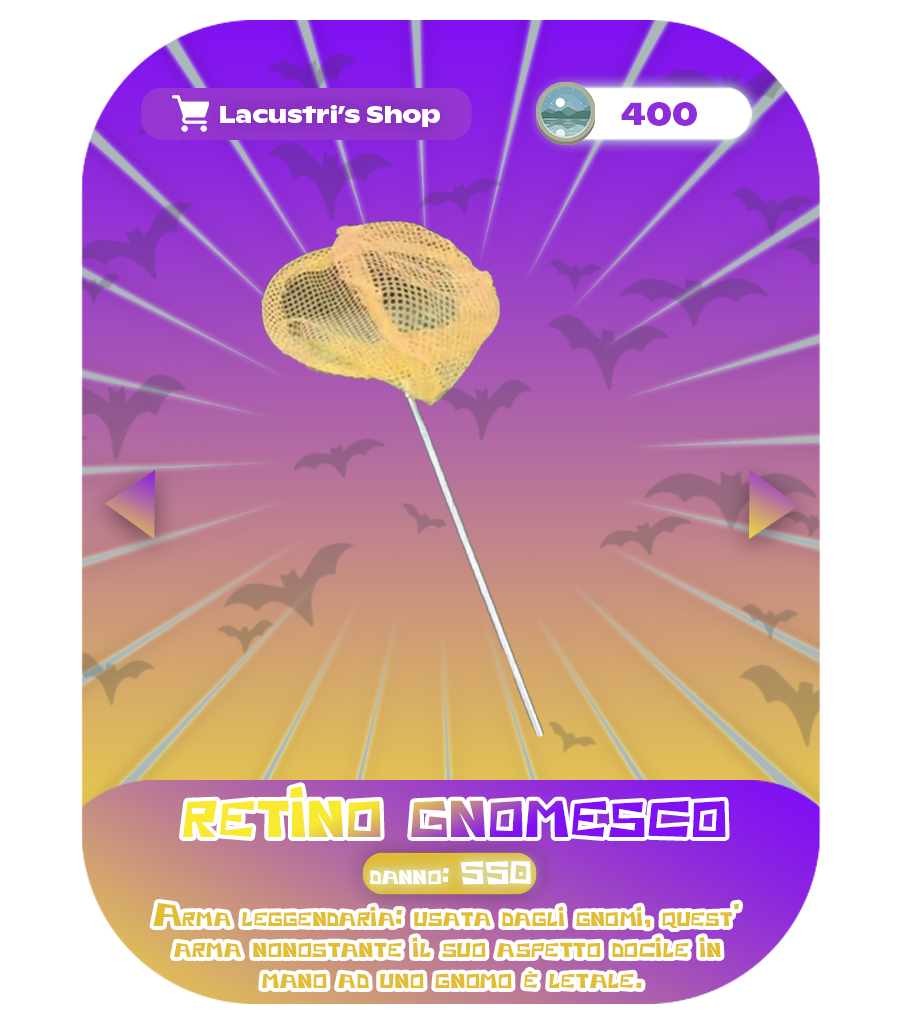 Lacustri's Shop
400
RETINO GNOMESCO
DANNO: 550
ARMA LEGGENDARIA: USATA DAGLI GNOMI, QUEST'
ARMA NONOSTANTE IL SUO ASPETTO DOCILE IN
MANO AD UNO GNOMO È LETALE.